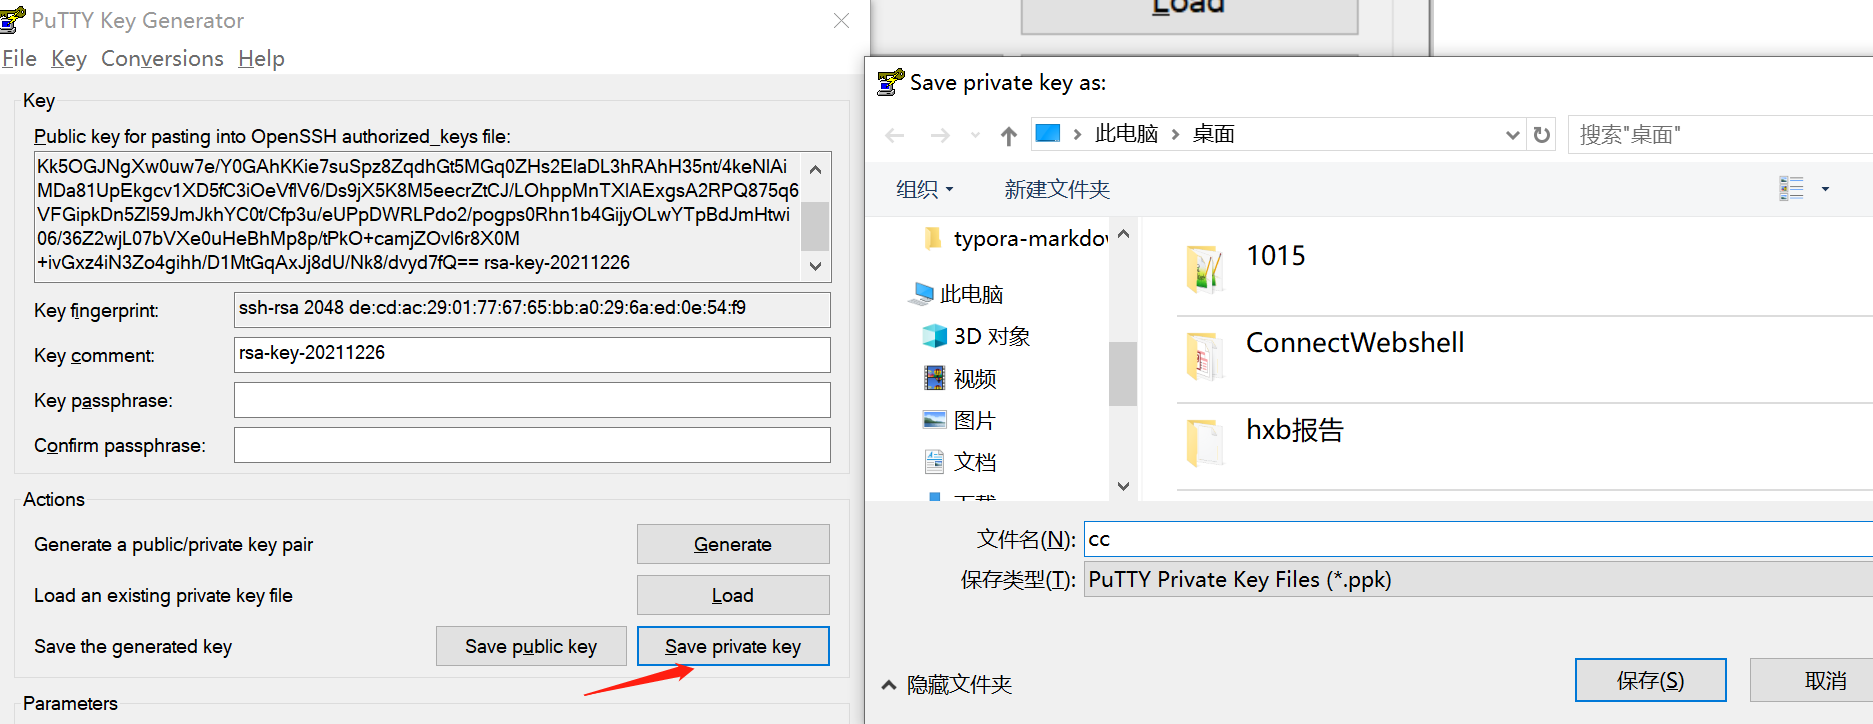 PuTTY Key Generator
File Key Conversions Help
Key
Public key for pasting into OpenSSH authorized_keys file:
Kk5OGJNgXw0uw7e/Y0GAhKKie7suSpz8ZqdhGt5MGq0ZHs2ElaDL3hRAhH35nt/4keNlAi
MDa81UpEkgcv1XD5fC3iOeVflV6/Ds9jX5K8M5eecrZtCJ/LOhppMnTXlAExgsA2RPQ875q6
VFGipkDn5Zl59JmJkhYC0t/Cfp3u/eUPpDWRLPdo2/pogps0Rhn1b4GijyOLwYTpBdJmHtwi
06/36Z2wjL07bVXe0uHeBhMp8p/tPkO+camjZOvl6r8X0M
+ivGxz4iN3Zo4gihh/D1MtGqAxJj8dU/Nk8/dvyd7fQ== rsa-key-20211226
Key fingerprint:
ssh-rsa 2048 de:cd:ac:29:01:77:67:65:bb:a0:29:6a:ed:0e:54:f9
Key comment:
rsa-key-20211226
Key passphrase:
Confirm passphrase:
Actions
Generate a public/private key pair
Generate
Load an existing private key file
Load
Save the generated key
Save public key
Save private key
Parameters
Load
Save private key as:
此电脑 > 桌面
搜索"桌面"
组织
新建文件夹
typora-markdow
此电脑
3D 对象
视频
图片
文档
下载
1015
ConnectWebshell
hxb报告
文件名(N):
cc
保存类型(T):
PuTTY Private Key Files (*.ppk)
隐藏文件夹
保存(S)
取消